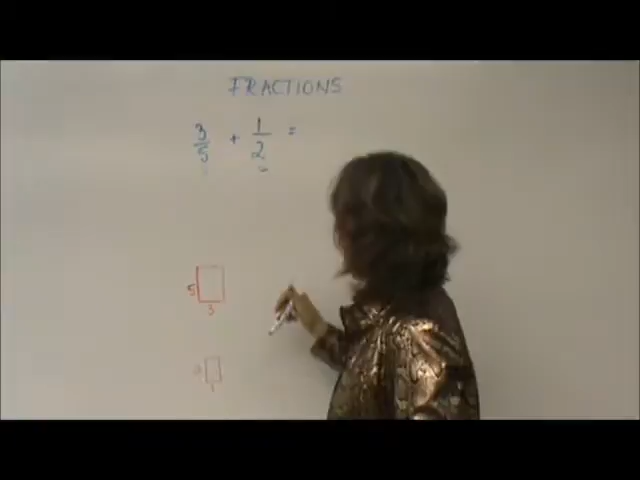 FRACTIONS
3/5 + 1/2 =
5
3